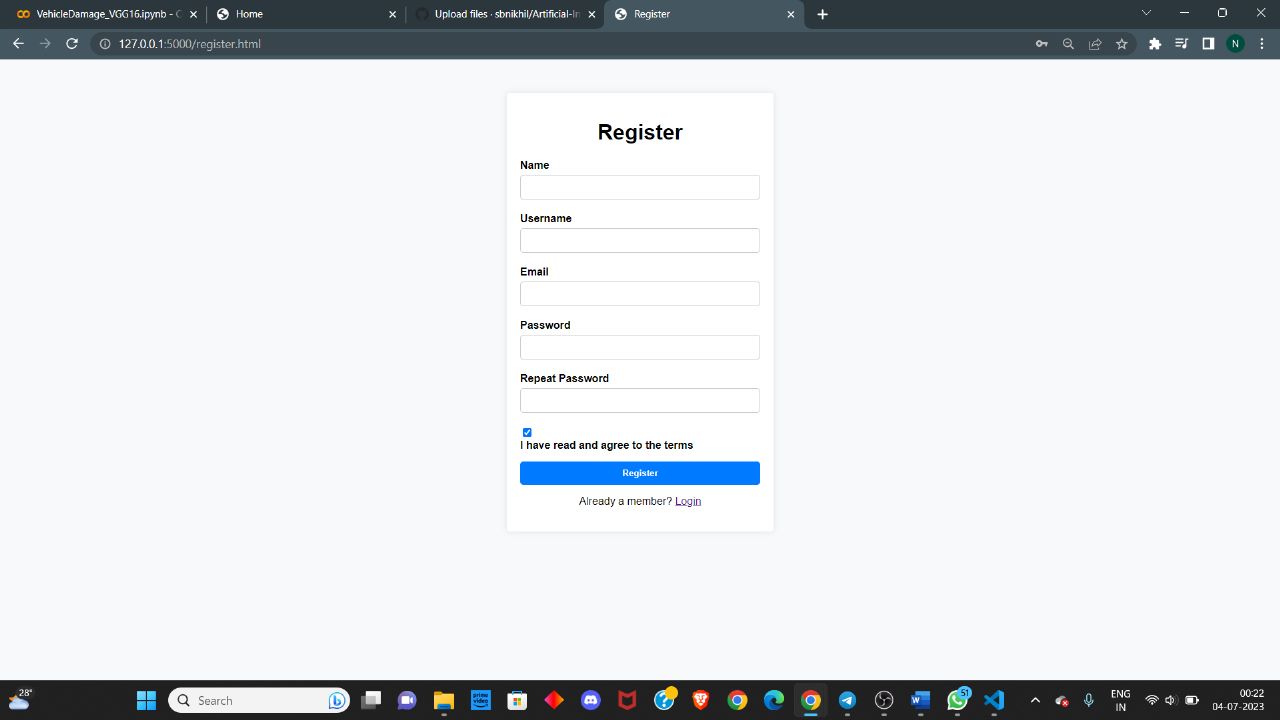 VehicleDamage_VGG16.ipynb - C
Home
Upload files · sbnikhil/Artificial-In
Register
127.0.0.1:5000/register.html
N
Register
Name
Username
Email
Password
Repeat Password
I have read and agree to the terms
Register
Already a member? Login
28°
Search
prime video
51
ENG
IN
00:22
04-07-2023